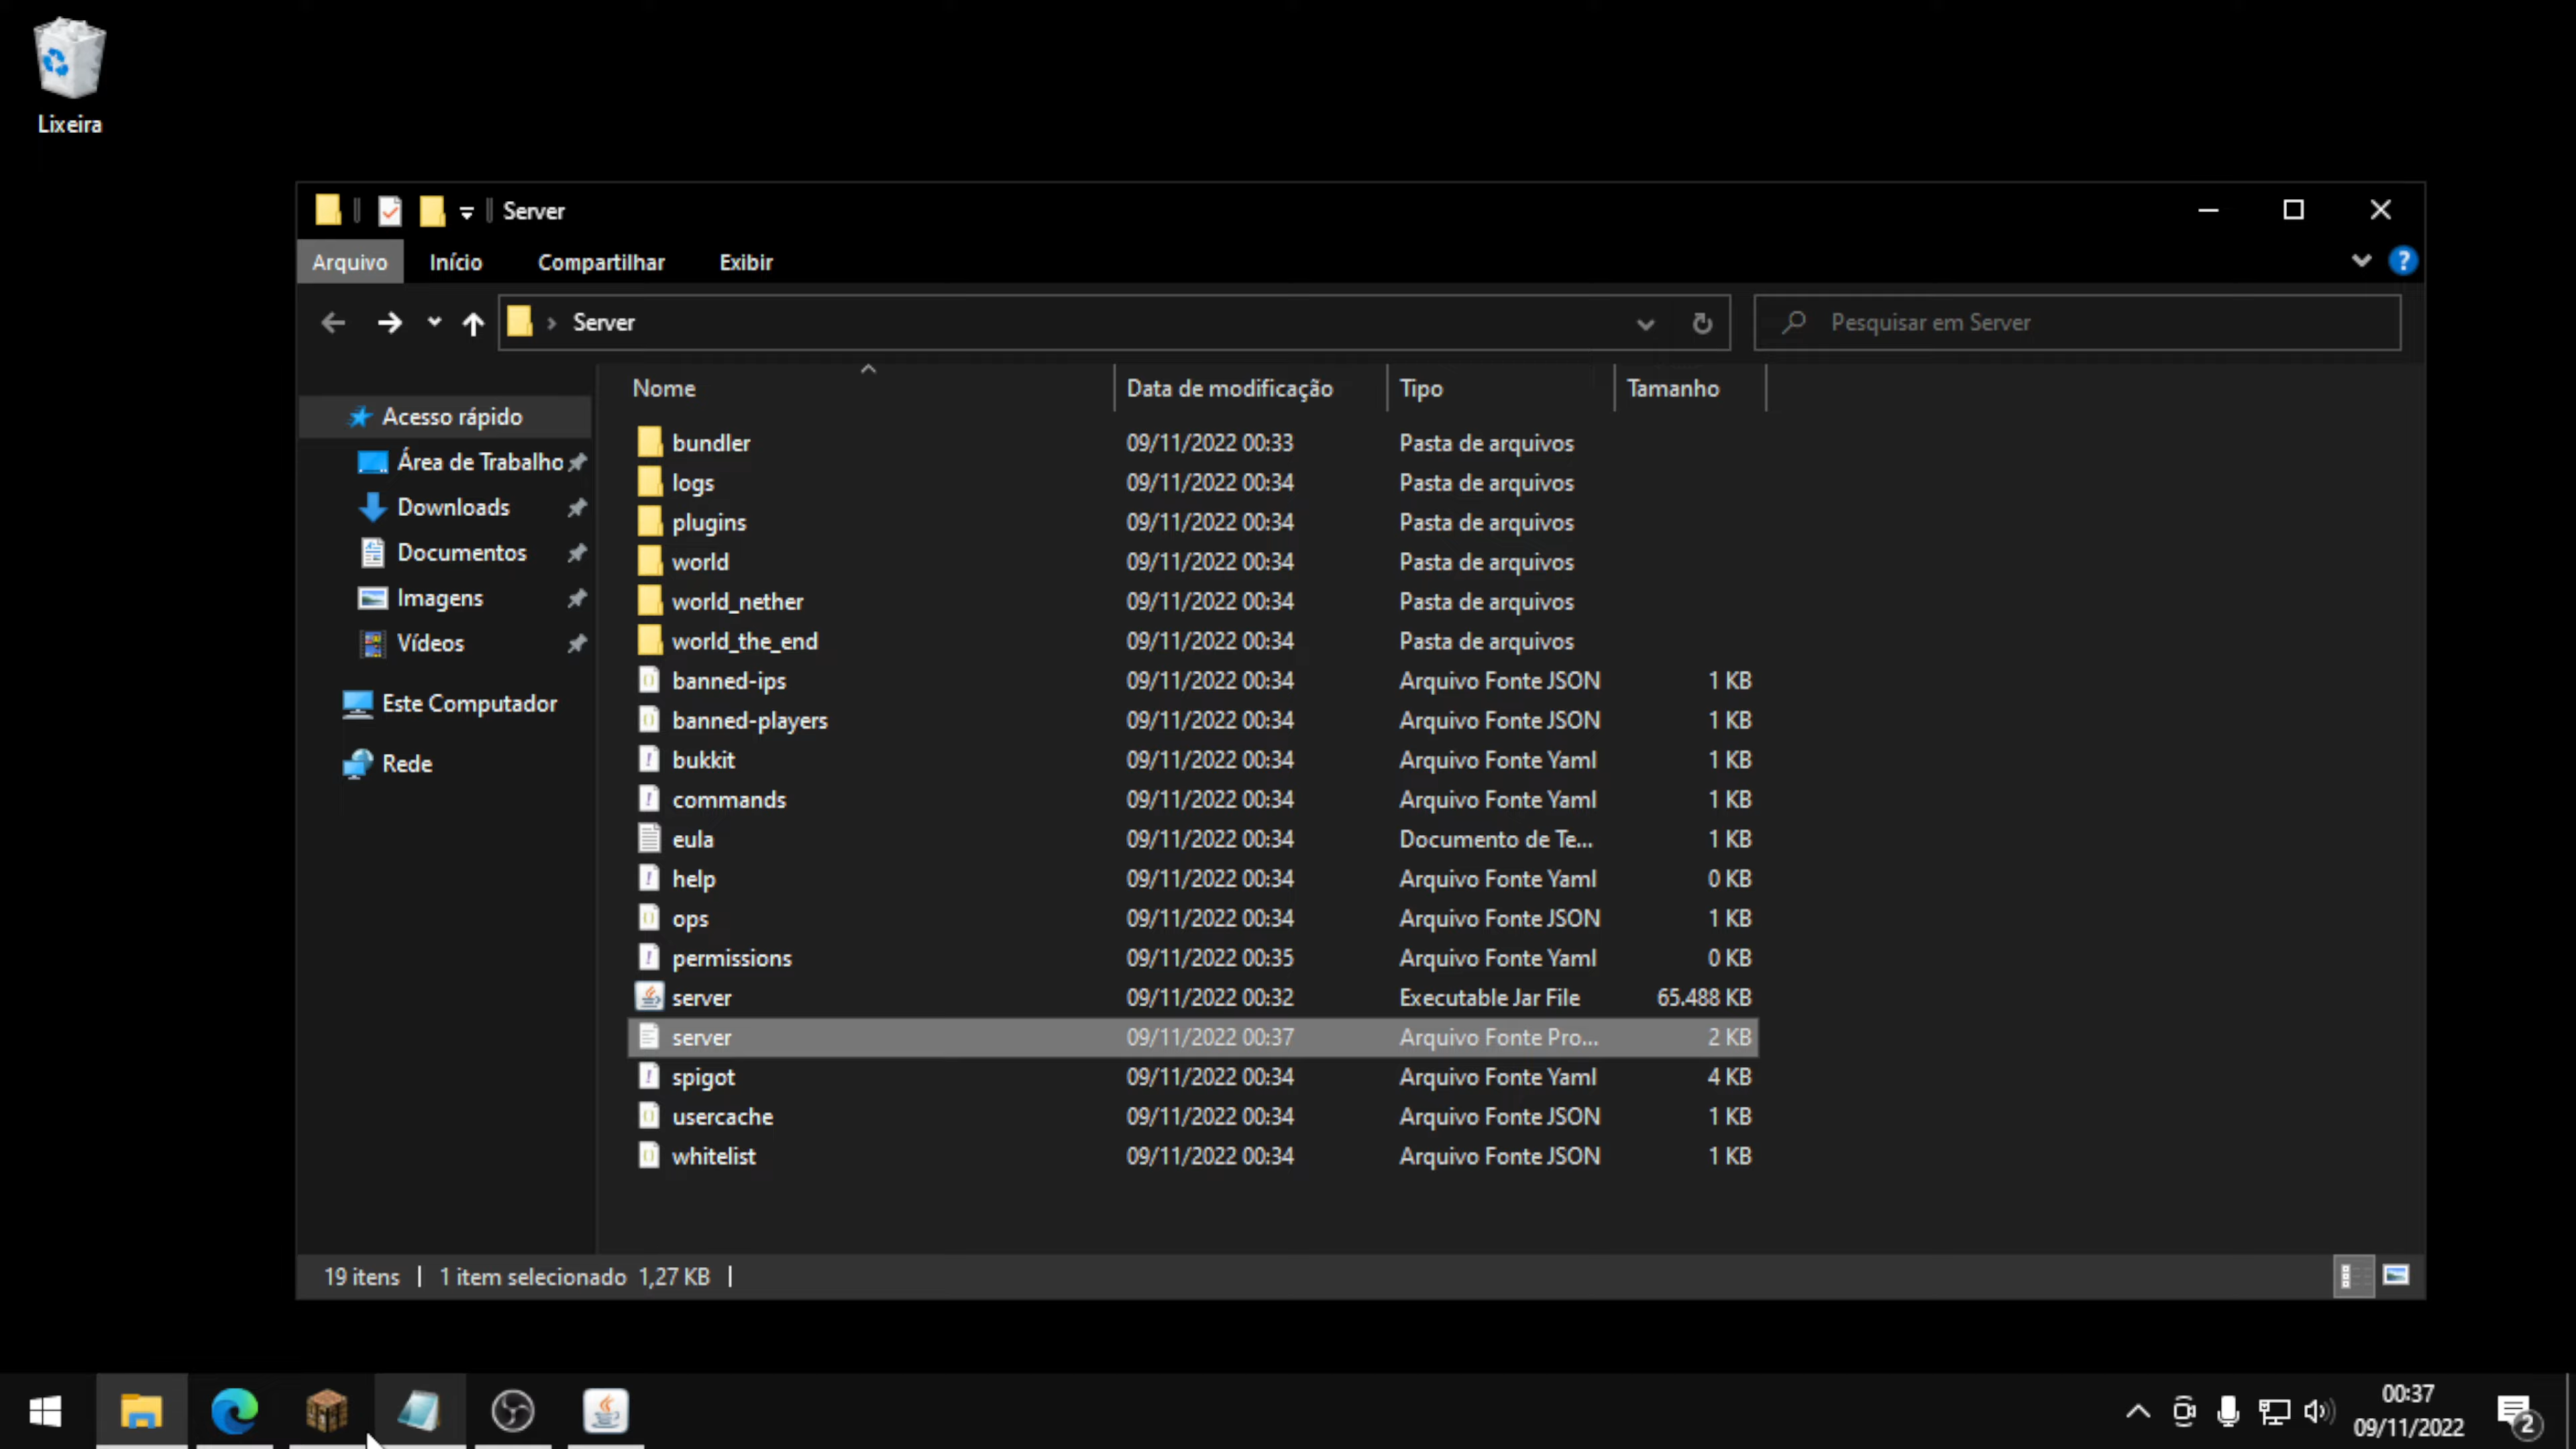 Lixeira
Server
Arquivo Início Compartilhar Exibir
Server Pesquisar em Server
Nome Data de modificação Tipo Tamanho
Acesso rápido
Área de Trabalho
Downloads
Documentos
Imagens
Vídeos
Este Computador
Rede
bundler 09/11/2022 00:33 Pasta de arquivos
logs 09/11/2022 00:34 Pasta de arquivos
plugins 09/11/2022 00:34 Pasta de arquivos
world 09/11/2022 00:34 Pasta de arquivos
world_nether 09/11/2022 00:34 Pasta de arquivos
world_the_end 09/11/2022 00:34 Pasta de arquivos
banned-ips 09/11/2022 00:34 Arquivo Fonte JSON 1 KB
banned-players 09/11/2022 00:34 Arquivo Fonte JSON 1 KB
bukkit 09/11/2022 00:34 Arquivo Fonte Yaml 1 KB
commands 09/11/2022 00:34 Arquivo Fonte Yaml 1 KB
eula 09/11/2022 00:34 Documento de Te... 1 KB
help 09/11/2022 00:34 Arquivo Fonte Yaml 0 KB
ops 09/11/2022 00:34 Arquivo Fonte JSON 1 KB
permissions 09/11/2022 00:35 Arquivo Fonte Yaml 0 KB
server 09/11/2022 00:32 Executable Jar File 65.488 KB
server 09/11/2022 00:37 Arquivo Fonte Pro... 2 KB
spigot 09/11/2022 00:34 Arquivo Fonte Yaml 4 KB
usercache 09/11/2022 00:34 Arquivo Fonte JSON 1 KB
whitelist 09/11/2022 00:34 Arquivo Fonte JSON 1 KB
19 itens 1 item selecionado 1,27 KB
00:37
09/11/2022
2